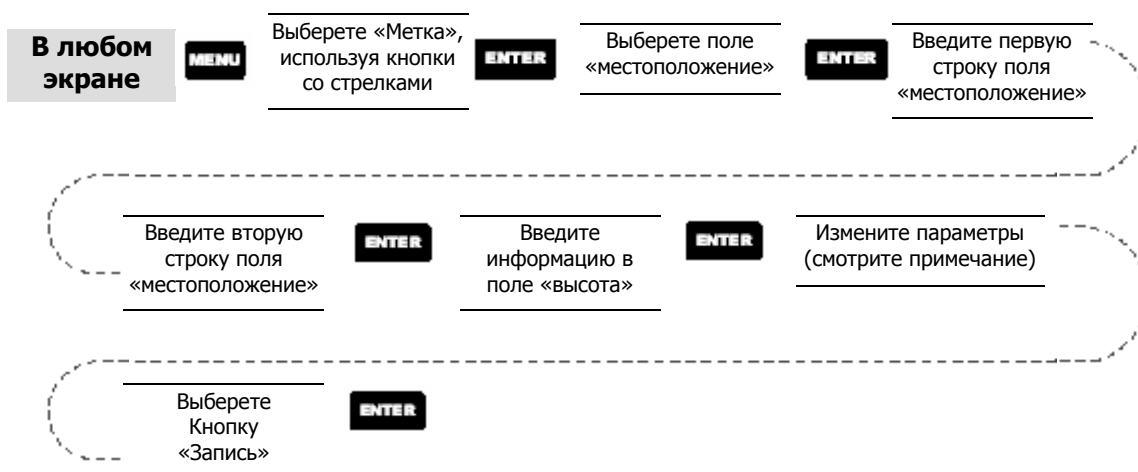 В любом
экране
MENU
Выберете «Метка»,
используя кнопки
со стрелками
ENTER
Выберете поле
«местоположение»
ENTER
Введите первую
строку поля
«местоположение»
Введите вторую
строку поля
«местоположение»
ENTER
Введите
информацию в
поле «высота»
ENTER
Измените параметры
(смотрите примечание)
Выберете
Кнопку
«Запись»
ENTER